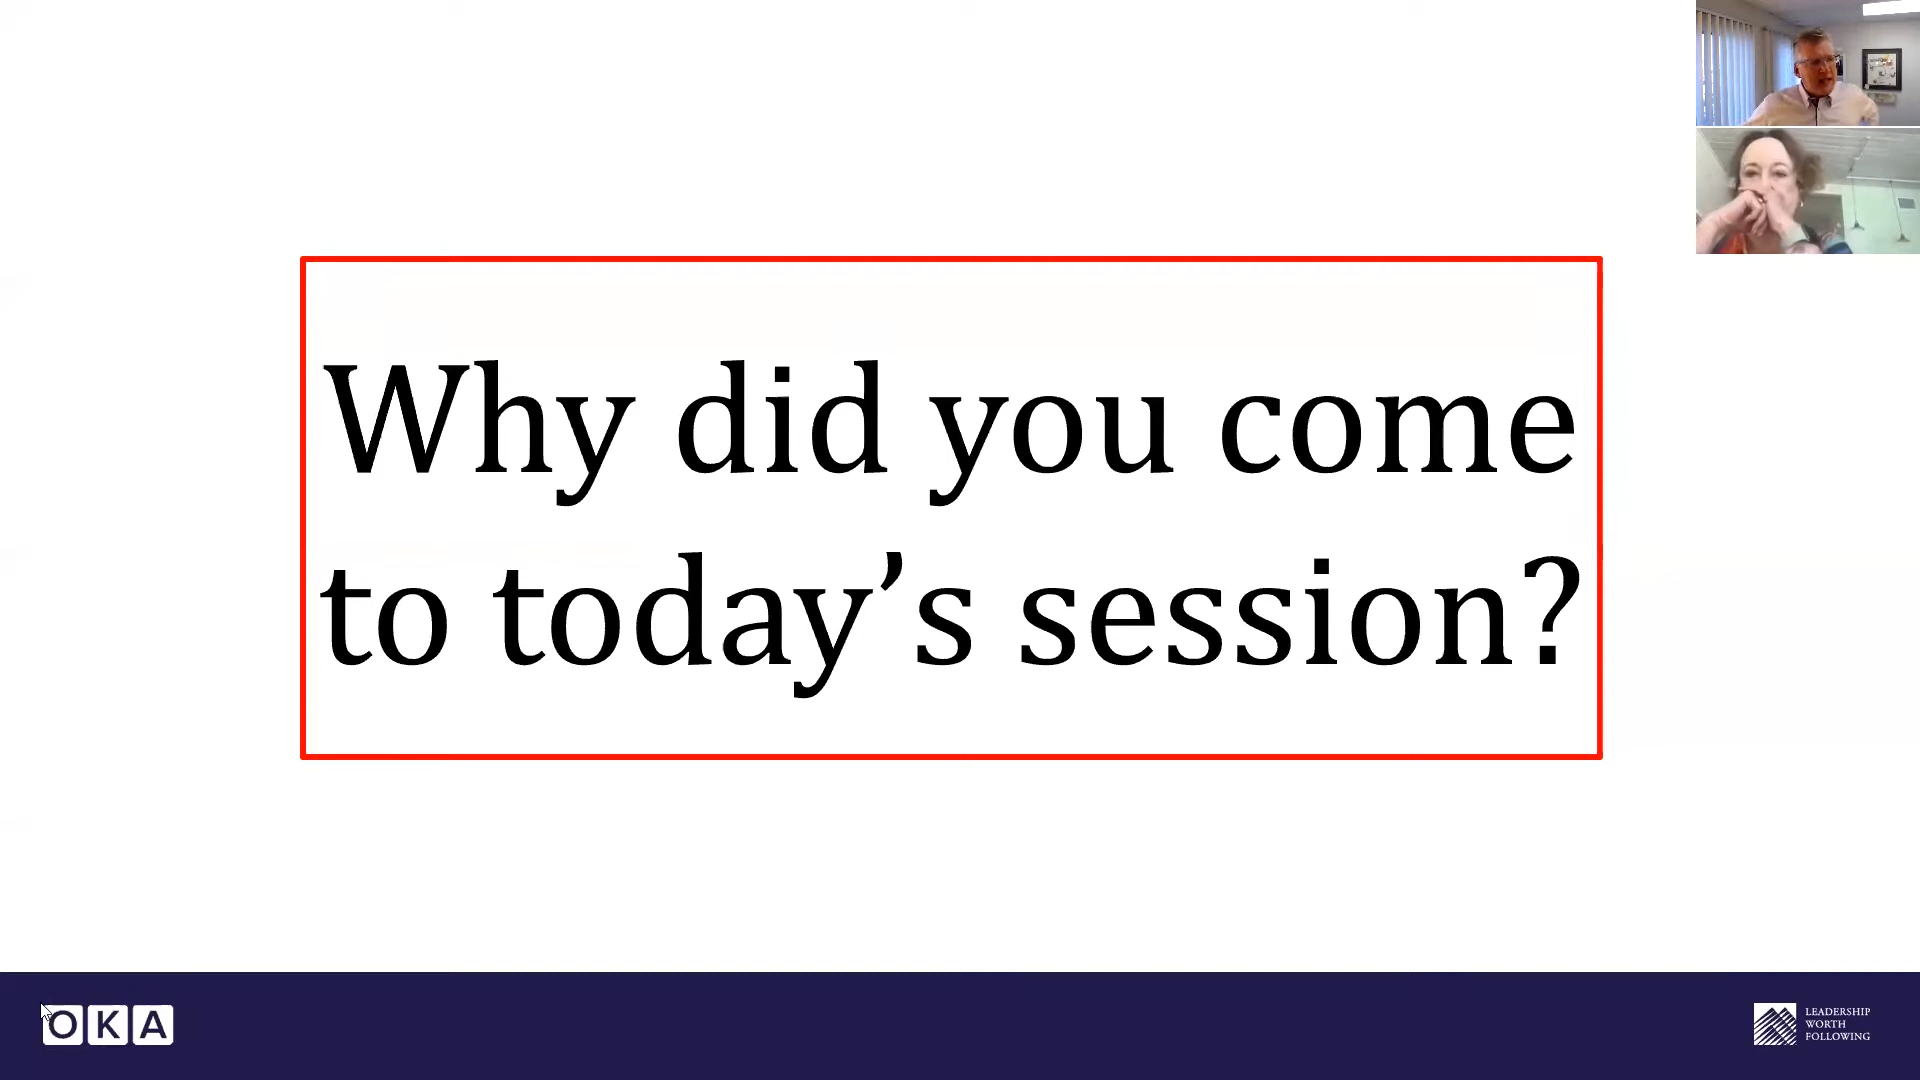 Why did you come
to today’s session?
OKA
LEADERSHIP
WORTH
FOLLOWING